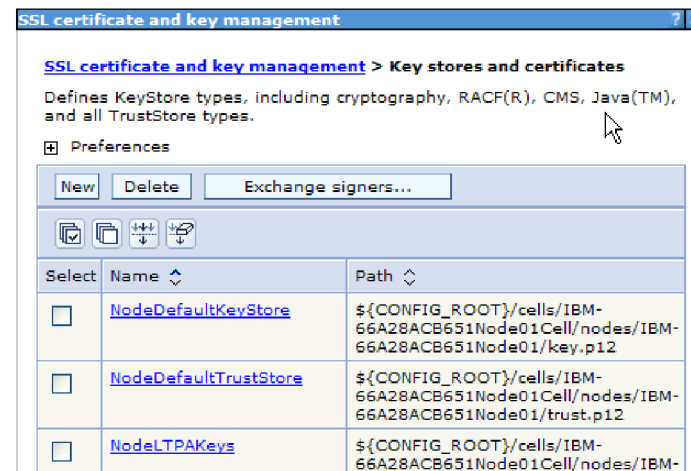 SSL certificate and key management ?
SSL certificate and key management > Key stores and certificates
Defines KeyStore types, including cryptography, RACF(R), CMS, Java(TM),
and all TrustStore types.
Preferences
New Delete Exchange signers...
Select Name Path
NodeDefaultKeyStore ${CONFIG_ROOT}/cells/IBM-
66A28ACB651Node01Cell/nodes/IBM-
66A28ACB651Node01/key.p12
NodeDefaultTrustStore ${CONFIG_ROOT}/cells/IBM-
66A28ACB651Node01Cell/nodes/IBM-
66A28ACB651Node01/trust.p12
NodeLTPAKeys ${CONFIG_ROOT}/cells/IBM-
66A28ACB651Node01Cell/nodes/IBM-